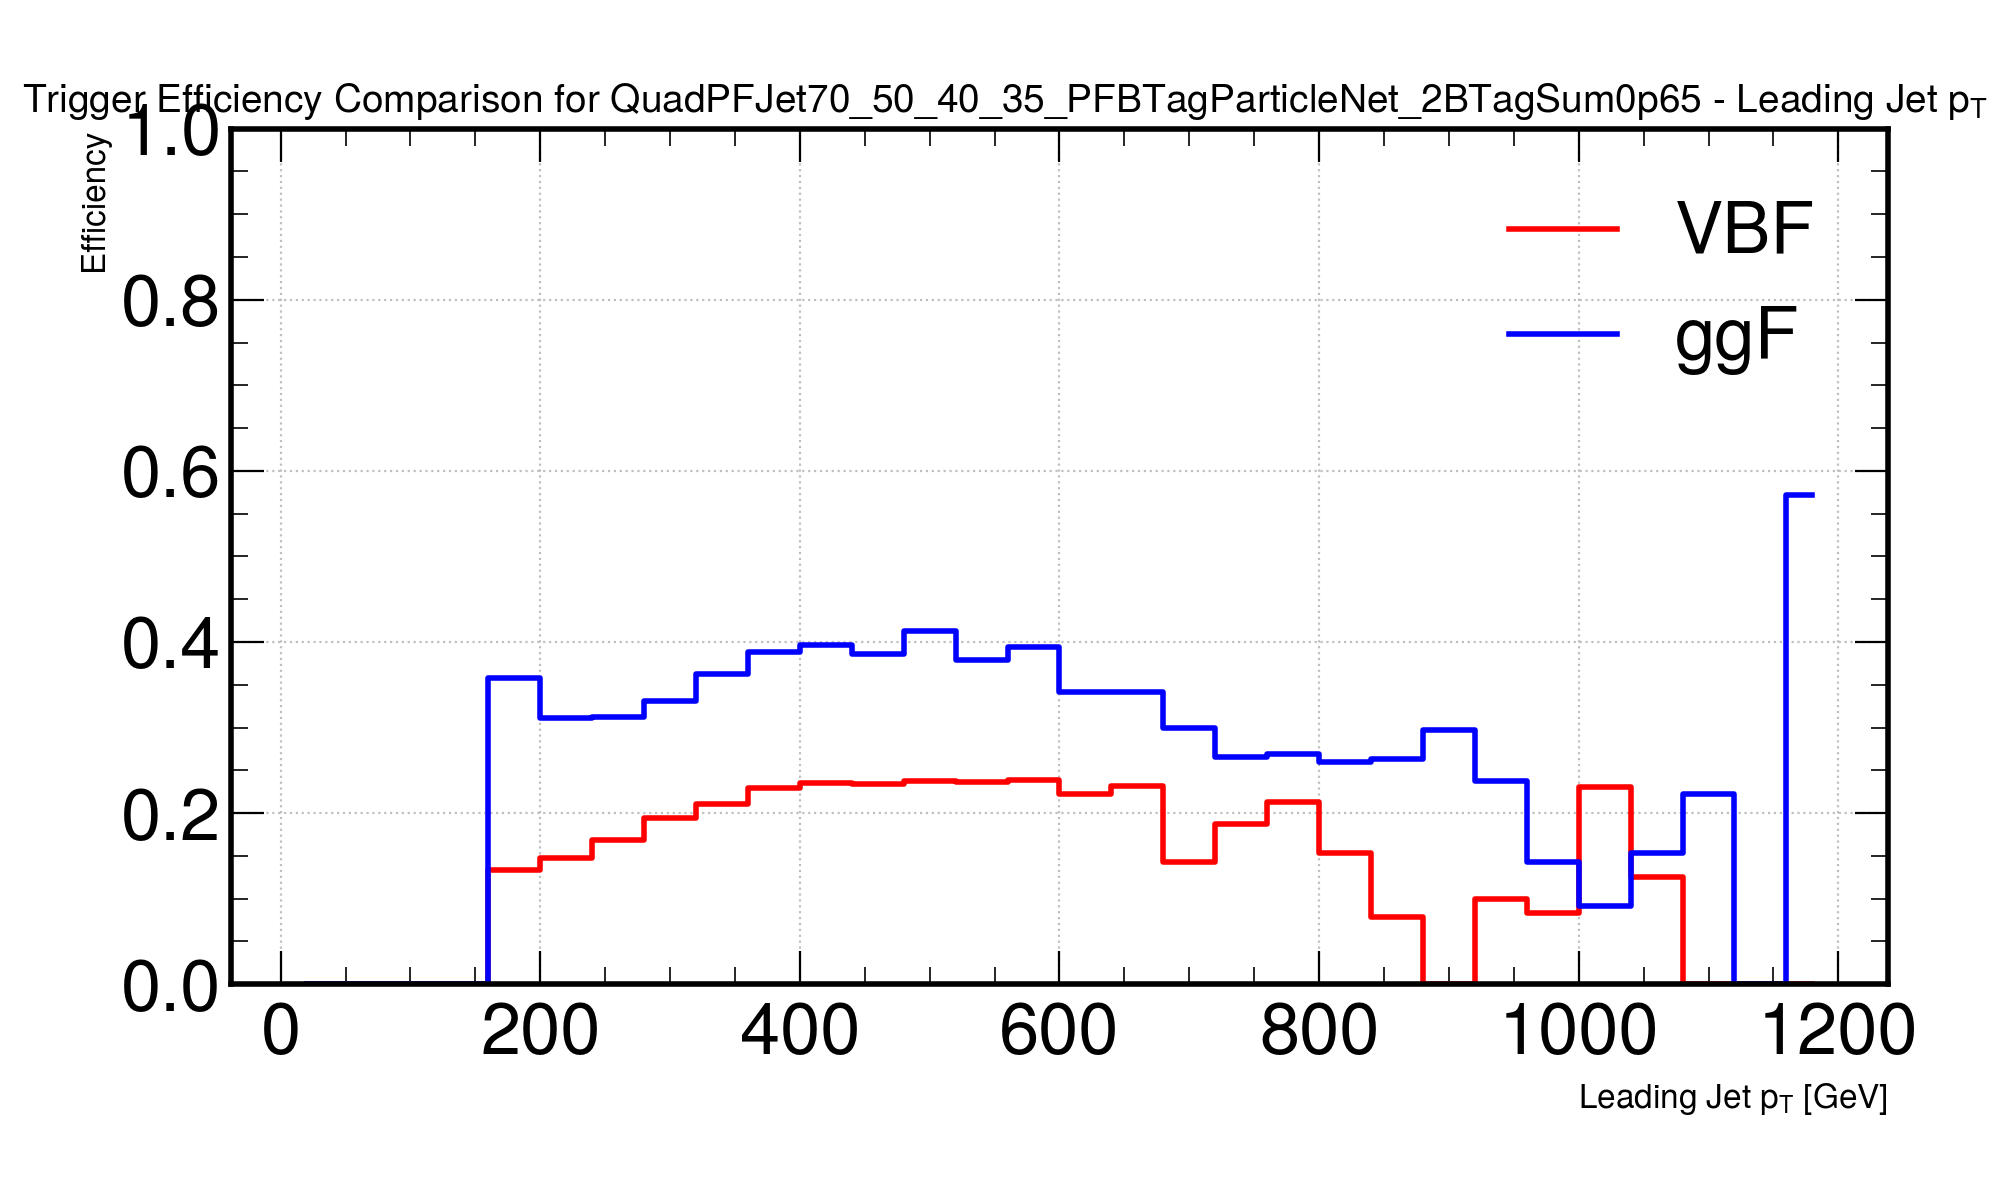 Trigger Efficiency Comparison for QuadPFJet70_50_40_35_PFBTagParticleNet_2BTagSum0p65 - Leading Jet pT
Efficiency
1.0
0.8
0.6
0.4
0.2
0.0
VBF
ggF
0 200 400 600 800 1000 1200
Leading Jet pT [GeV]